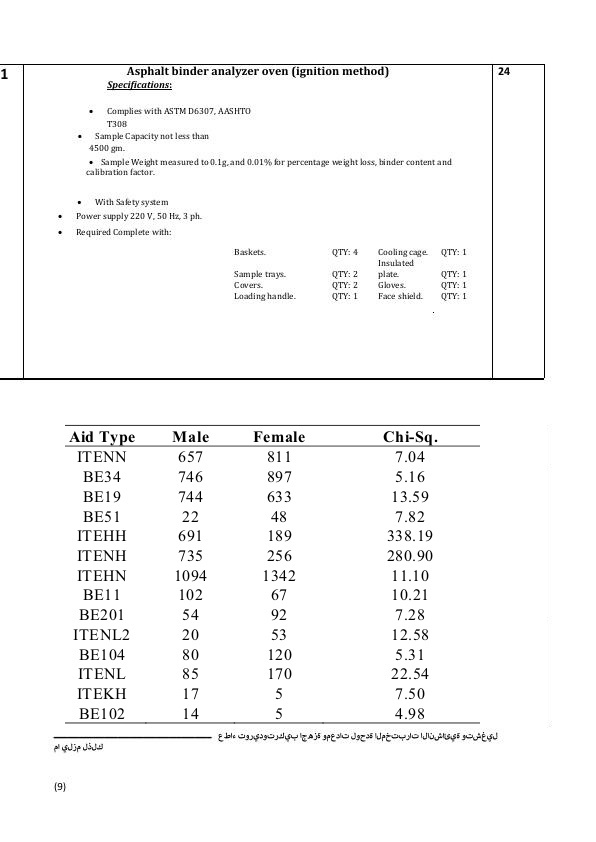 1 Asphalt binder analyzer oven (ignition method) 24
Specifications:
• Complies with ASTM D6307, AASHTO
T308
• Sample Capacity not less than
4500 gm.
• Sample Weight measured to 0.1g, and 0.01% for percentage weight loss, binder content and
calibration factor.
• With Safety system
• Power supply 220 V, 50 Hz, 3 ph.
• Required Complete with:
Baskets. QTY: 4 Cooling cage. QTY: 1
Insulated
Sample trays. QTY: 2 plate. QTY: 1
Covers. QTY: 2 Gloves. QTY: 1
Loading handle. QTY: 1 Face shield. QTY: 1
.
Aid Type Male Female Chi-Sq.
ITENN 657 811 7.04
BE34 746 897 5.16
BE19 744 633 13.59
BE51 22 48 7.82
ITEHH 691 189 338.19
ITENH 735 256 280.90
ITEHN 1094 1342 11.10
BE11 102 67 10.21
BE201 54 92 7.28
ITENL2 20 53 12.58
BE104 80 120 5.31
ITENL 85 170 22.54
ITEKH 17 5 7.50
BE102 14 5 4.98
عطاء توريدوتركيب اجهزة ومعدات لوحدة المختبرات الانشائية وتشغيل
ما يلزم لذلك
(9)